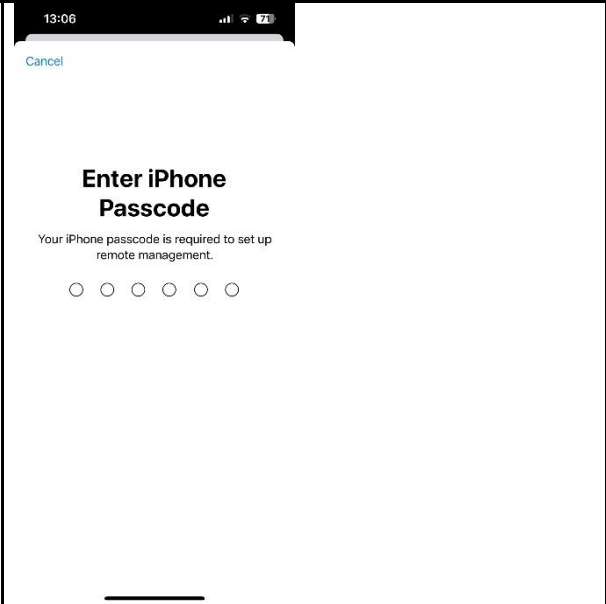 13:06
71
Cancel
Enter iPhone
Passcode
Your iPhone passcode is required to set up
remote management.